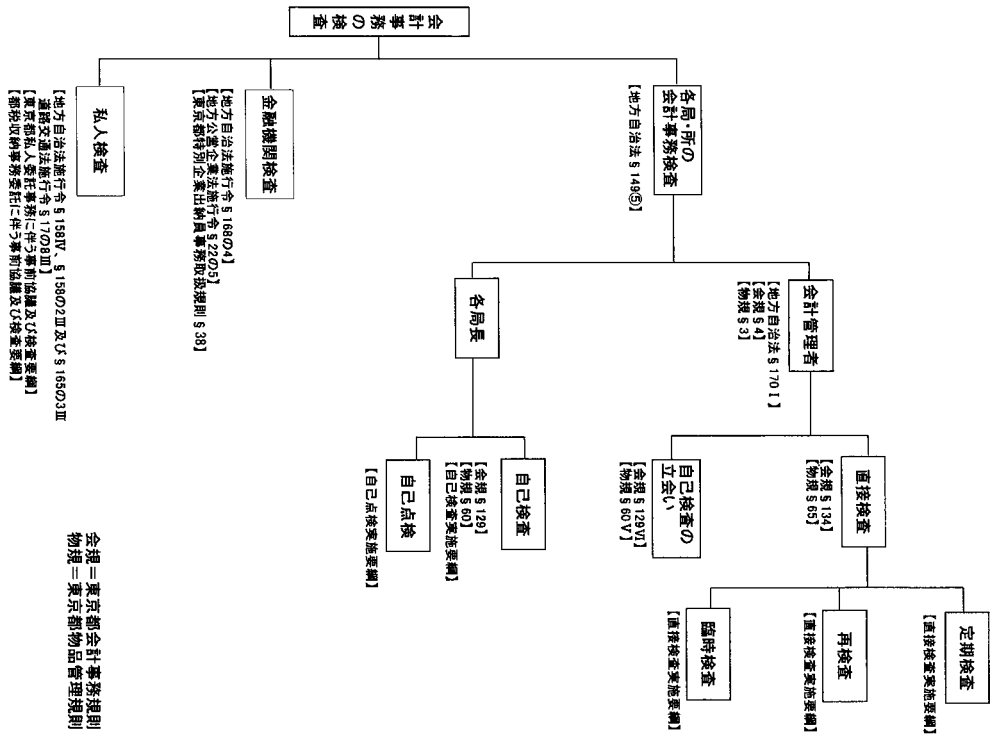 会計事務の検査
各局・所の
会計事務検査
【地方自治法§149⑤】
会計管理者
【地方自治法§170Ⅰ】
【会規§4】
【物規§3】
直接検査
【会規§134】
【物規§65】
定期検査
【直接検査実施要綱】
再検査
【直接検査実施要綱】
臨時検査
【直接検査実施要綱】
自己検査の
立会い
【会規§129Ⅵ】
【物規§60Ⅴ】
各局長
自己検査
【会規§129】
【物規§60】
【自己検査実施要綱】
自己点検
【自己点検実施要綱】
金融機関検査
【地方自治法施行令§168の4】
【地方公営企業法施行令§22の5】
【東京都特別企業出納員事務取扱規則§38】
私人検査
【地方自治法施行令§158Ⅳ、§158の2Ⅲ及び§165の3Ⅲ
道路交通法施行令§17の8Ⅲ】
【東京都私人委託事務に伴う事前協議及び検査要綱】
【都税収納事務委託に伴う事前協議及び検査要綱】
会規=東京都会計事務規則
物規=東京都物品管理規則